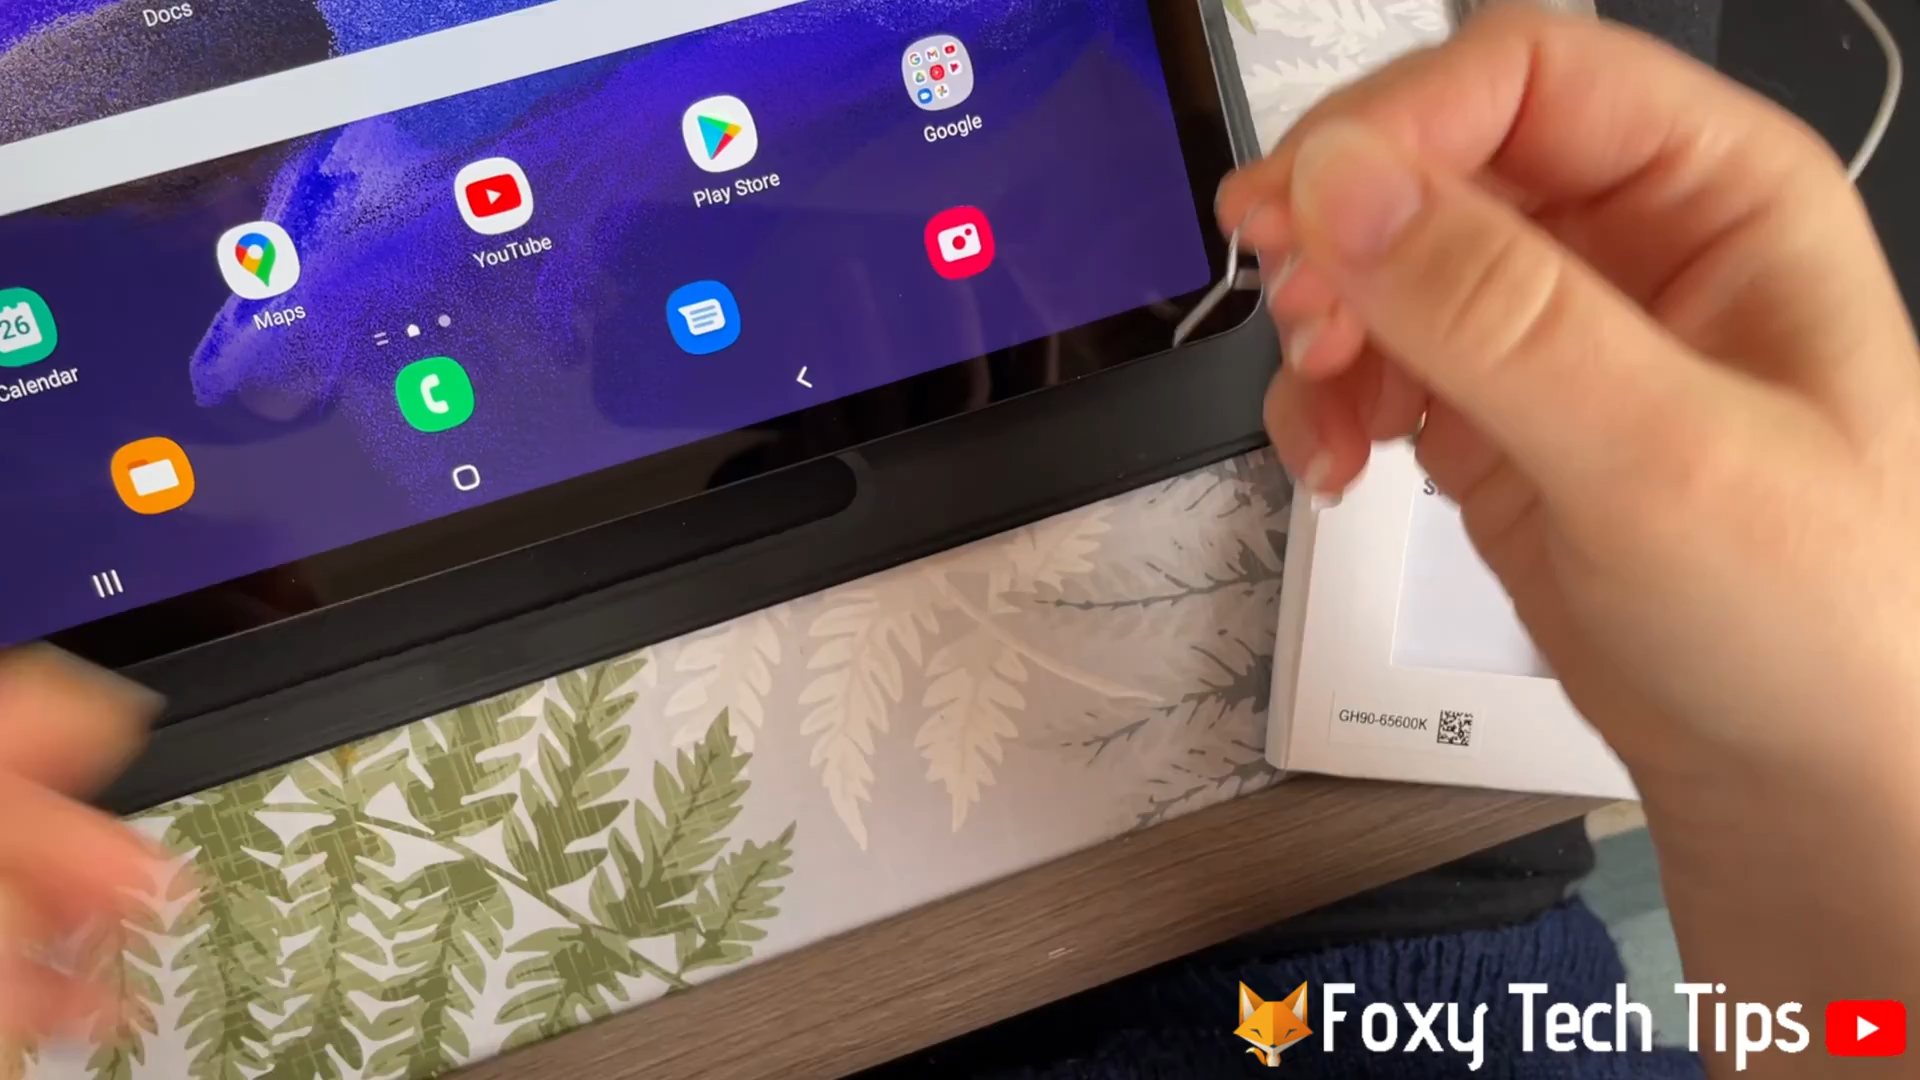 Docs
Google
Play Store
YouTube
Maps
26
Calendar
GH90-65600K
Foxy Tech Tips